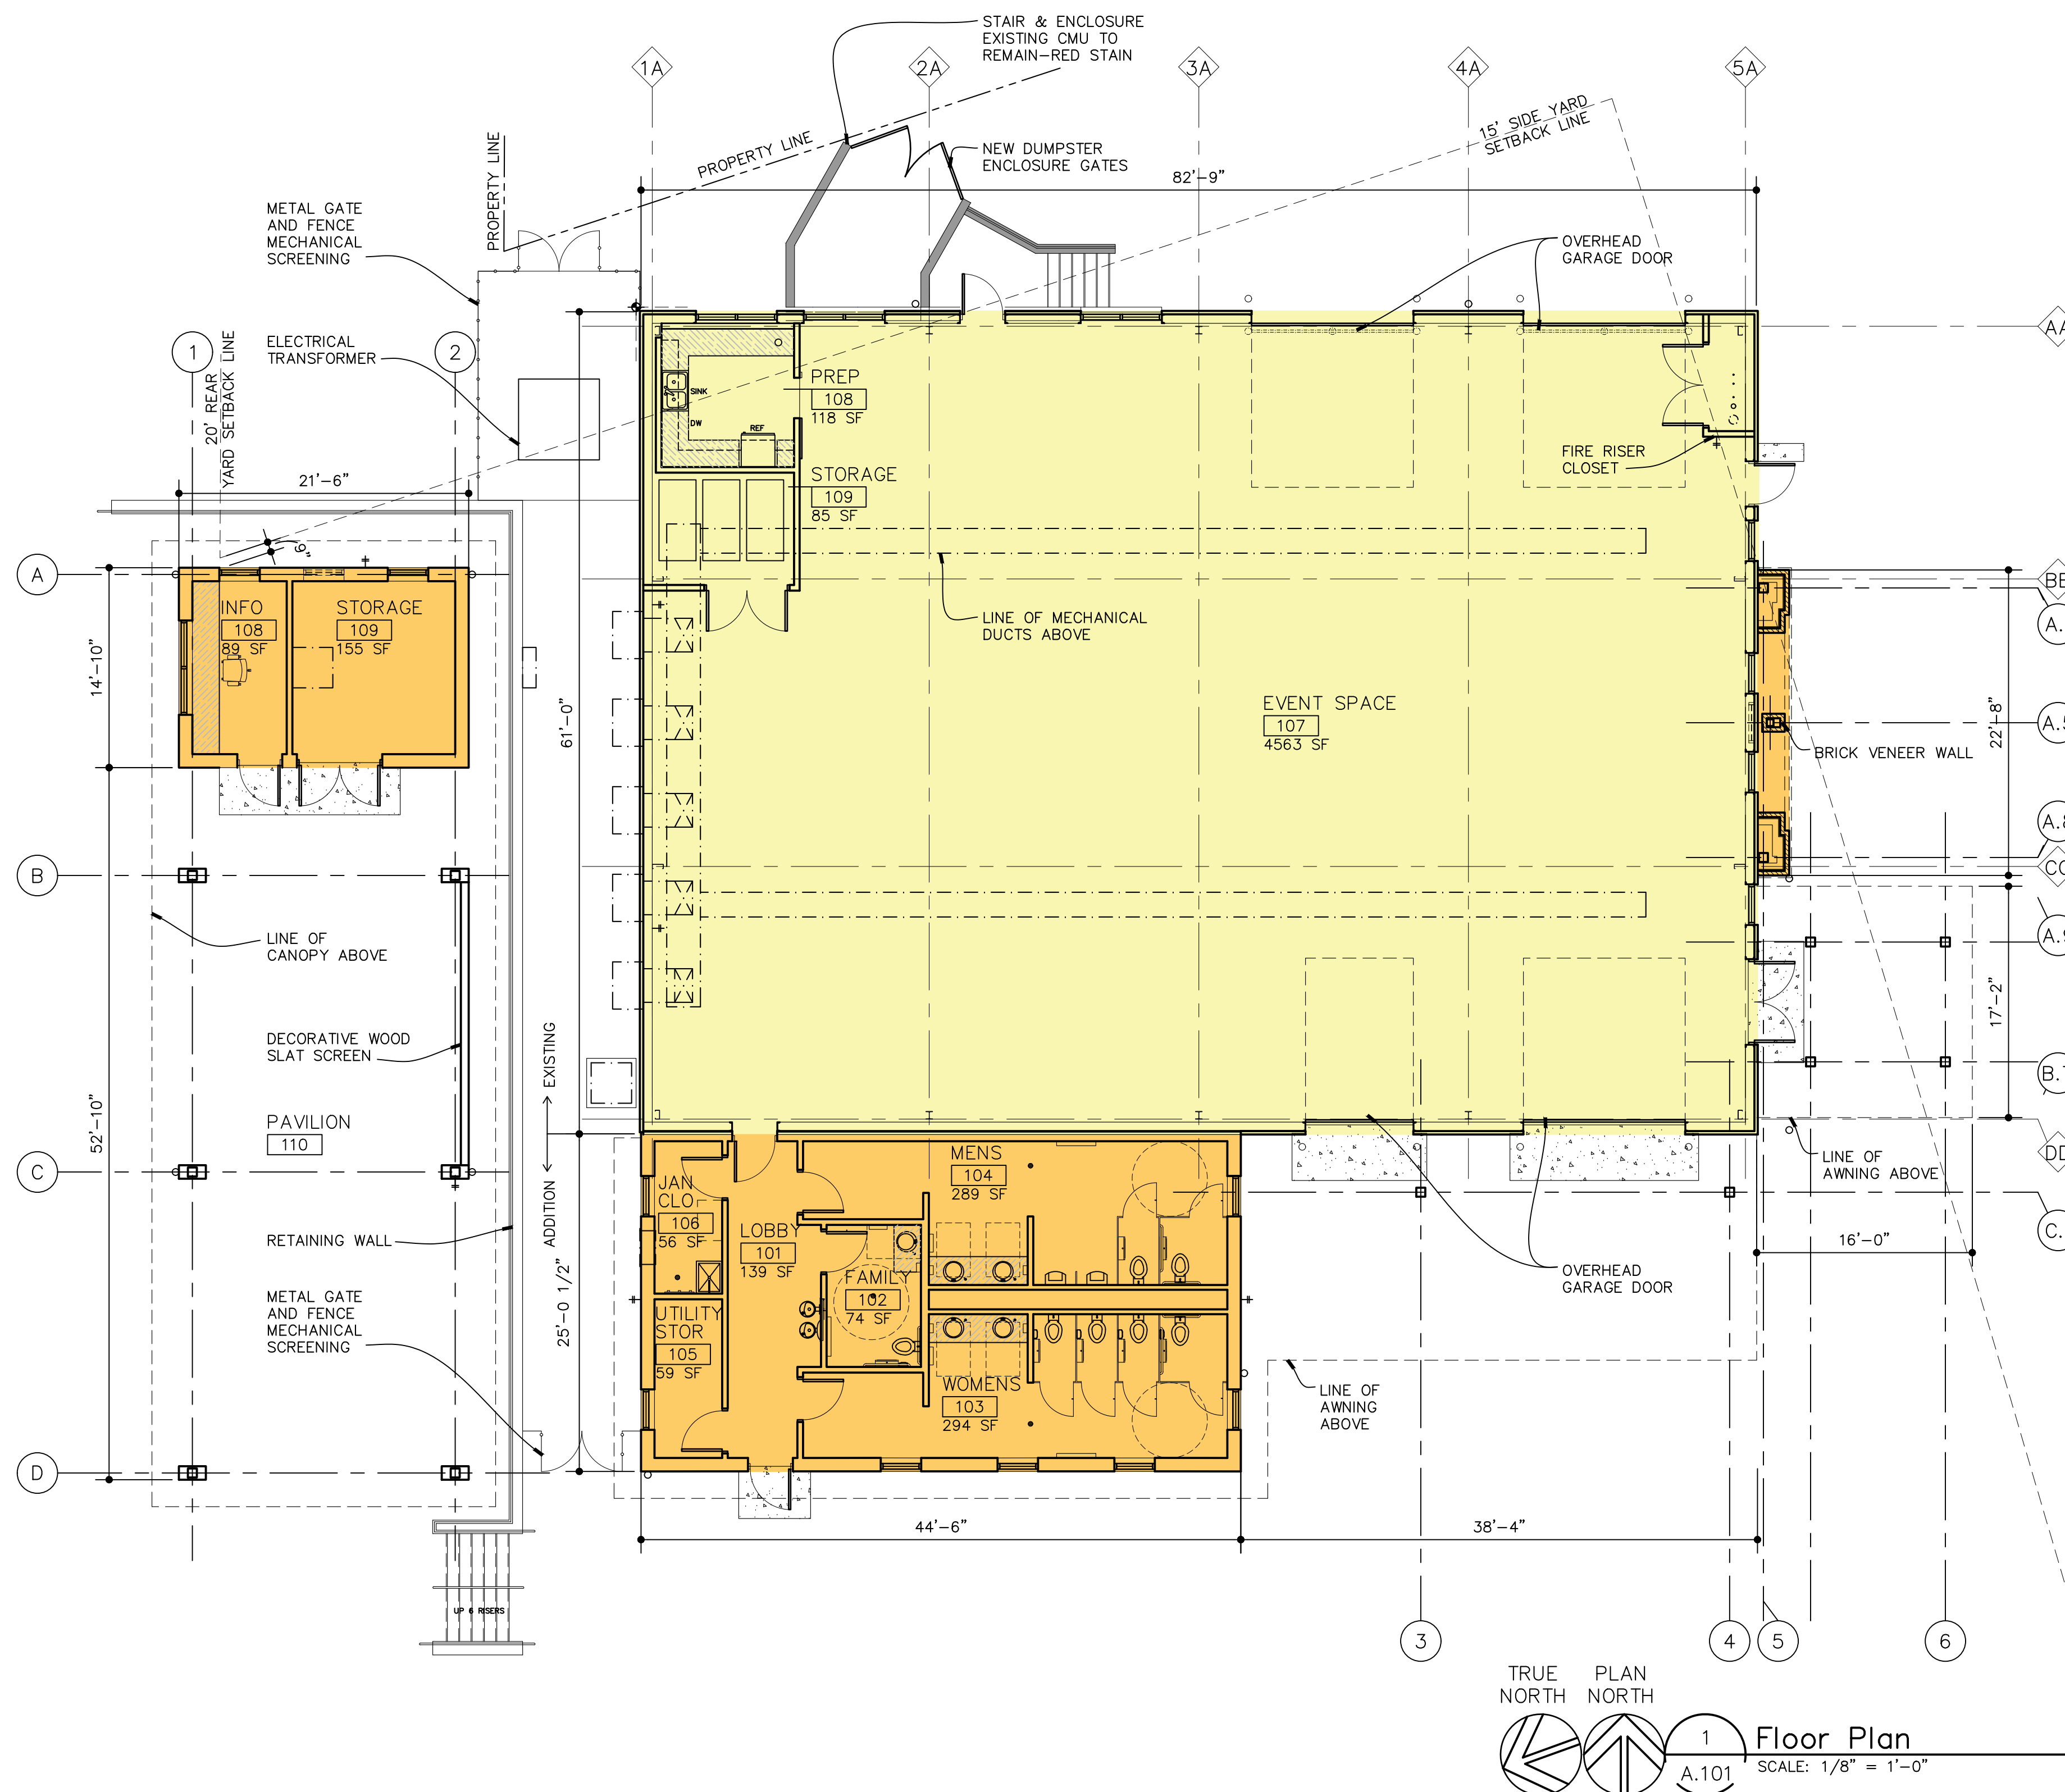 STAIR & ENCLOSURE
EXISTING CMU TO
REMAIN-RED STAIN
1A
2A
3A
4A
5A
15' SIDE YARD
SETBACK LINE
PROPERTY LINE
PROPERTY LINE
NEW DUMPSTER
ENCLOSURE GATES
82'-9"
METAL GATE
AND FENCE
MECHANICAL
SCREENING
OVERHEAD
GARAGE DOOR
1
2
20' REAR
YARD SETBACK LINE
ELECTRICAL
TRANSFORMER
AA
SINK
DW
REF
PREP
108
118 SF
FIRE RISER
CLOSET
STORAGE
109
85 SF
21'-6"
9"
A
BB
INFO
108
89 SF
STORAGE
109
155 SF
14'-10"
LINE OF MECHANICAL
DUCTS ABOVE
61'-0"
EVENT SPACE
107
4563 SF
22'-8"
BRICK VENEER WALL
B
CC
LINE OF
CANOPY ABOVE
17'-2"
DECORATIVE WOOD
SLAT SCREEN
EXISTING
ADDITION
52'-10"
PAVILION
110
C
DD
LINE OF
AWNING ABOVE
RETAINING WALL
JAN
CLO
106
56 SF
LOBBY
101
139 SF
MENS
104
289 SF
16'-0"
OVERHEAD
GARAGE DOOR
25'-0 1/2"
METAL GATE
AND FENCE
MECHANICAL
SCREENING
FAMILY
102
74 SF
UTILITY
STOR
105
59 SF
WOMENS
103
294 SF
LINE OF
AWNING
ABOVE
D
44'-6"
38'-4"
UP 6 RISERS
3
4
5
6
TRUE
NORTH
PLAN
NORTH
1
A.101
Floor Plan
SCALE: 1/8" = 1'-0"